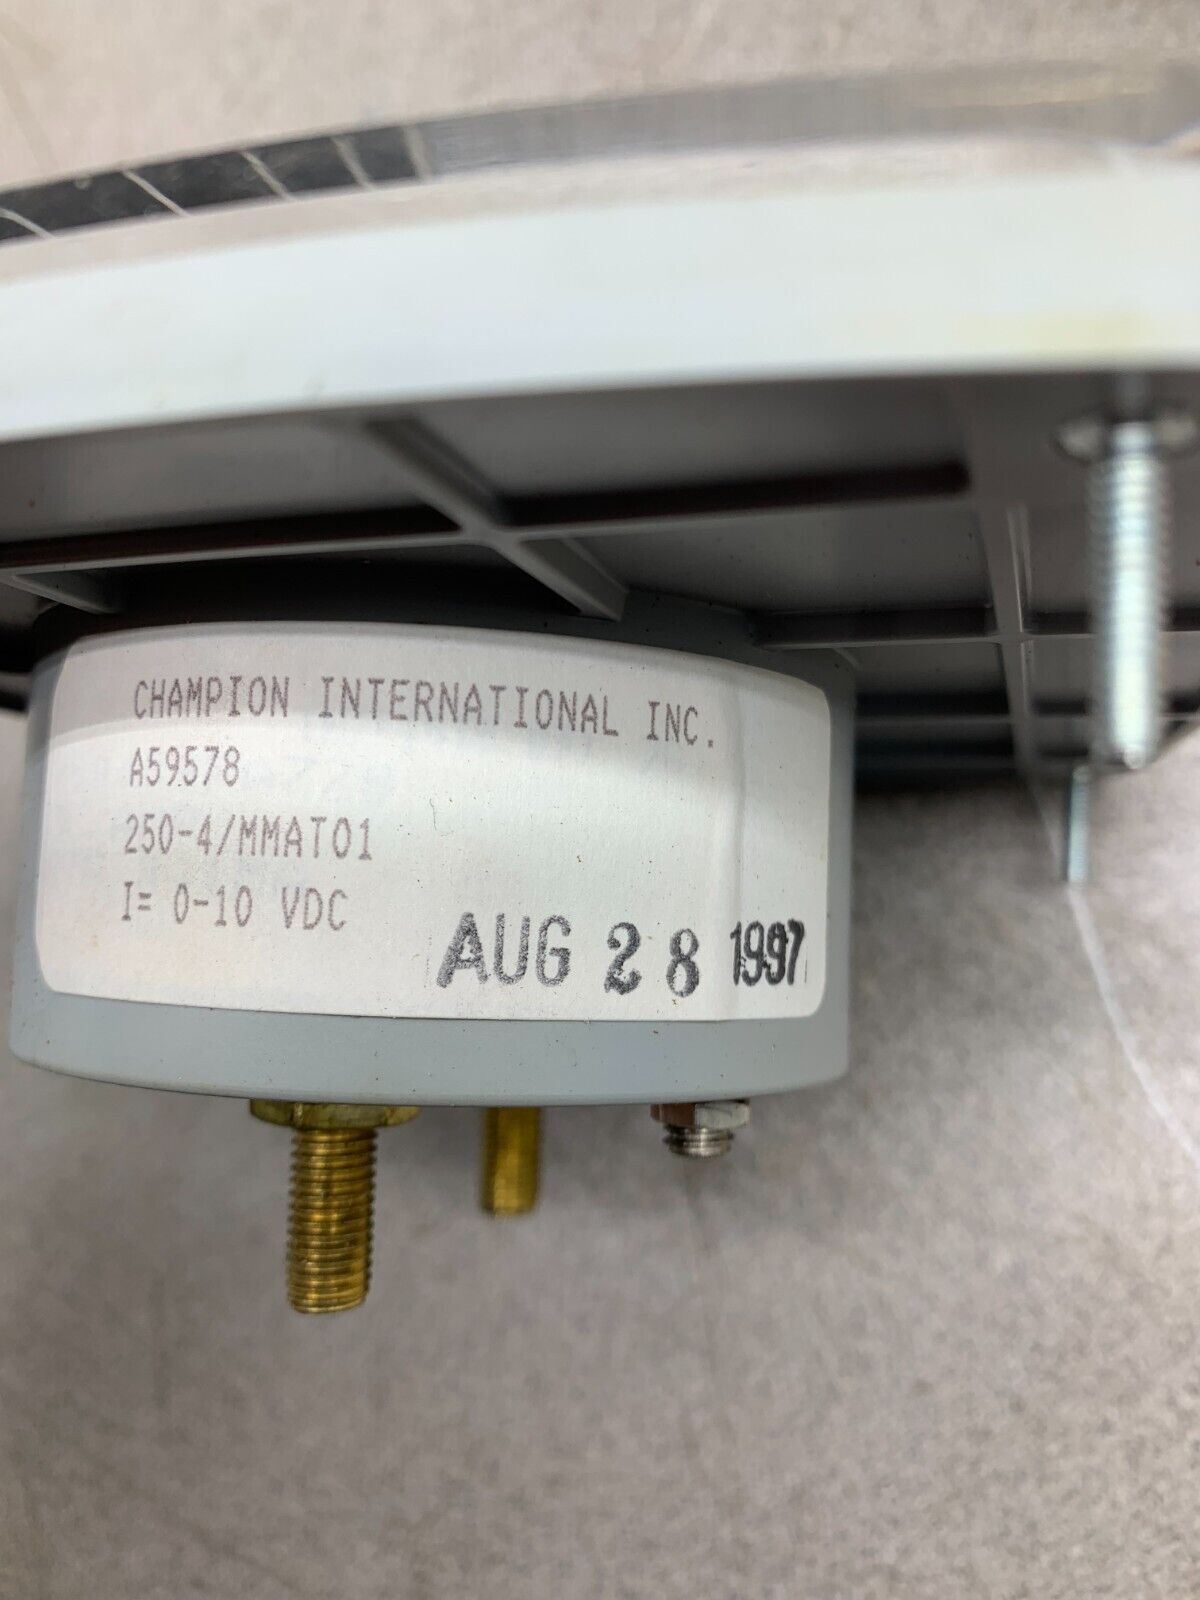 CHAMPION INTERNATIONAL INC.
A59578
250-4/MMAT01
I= 0-10 VDC
AUG 28 1997